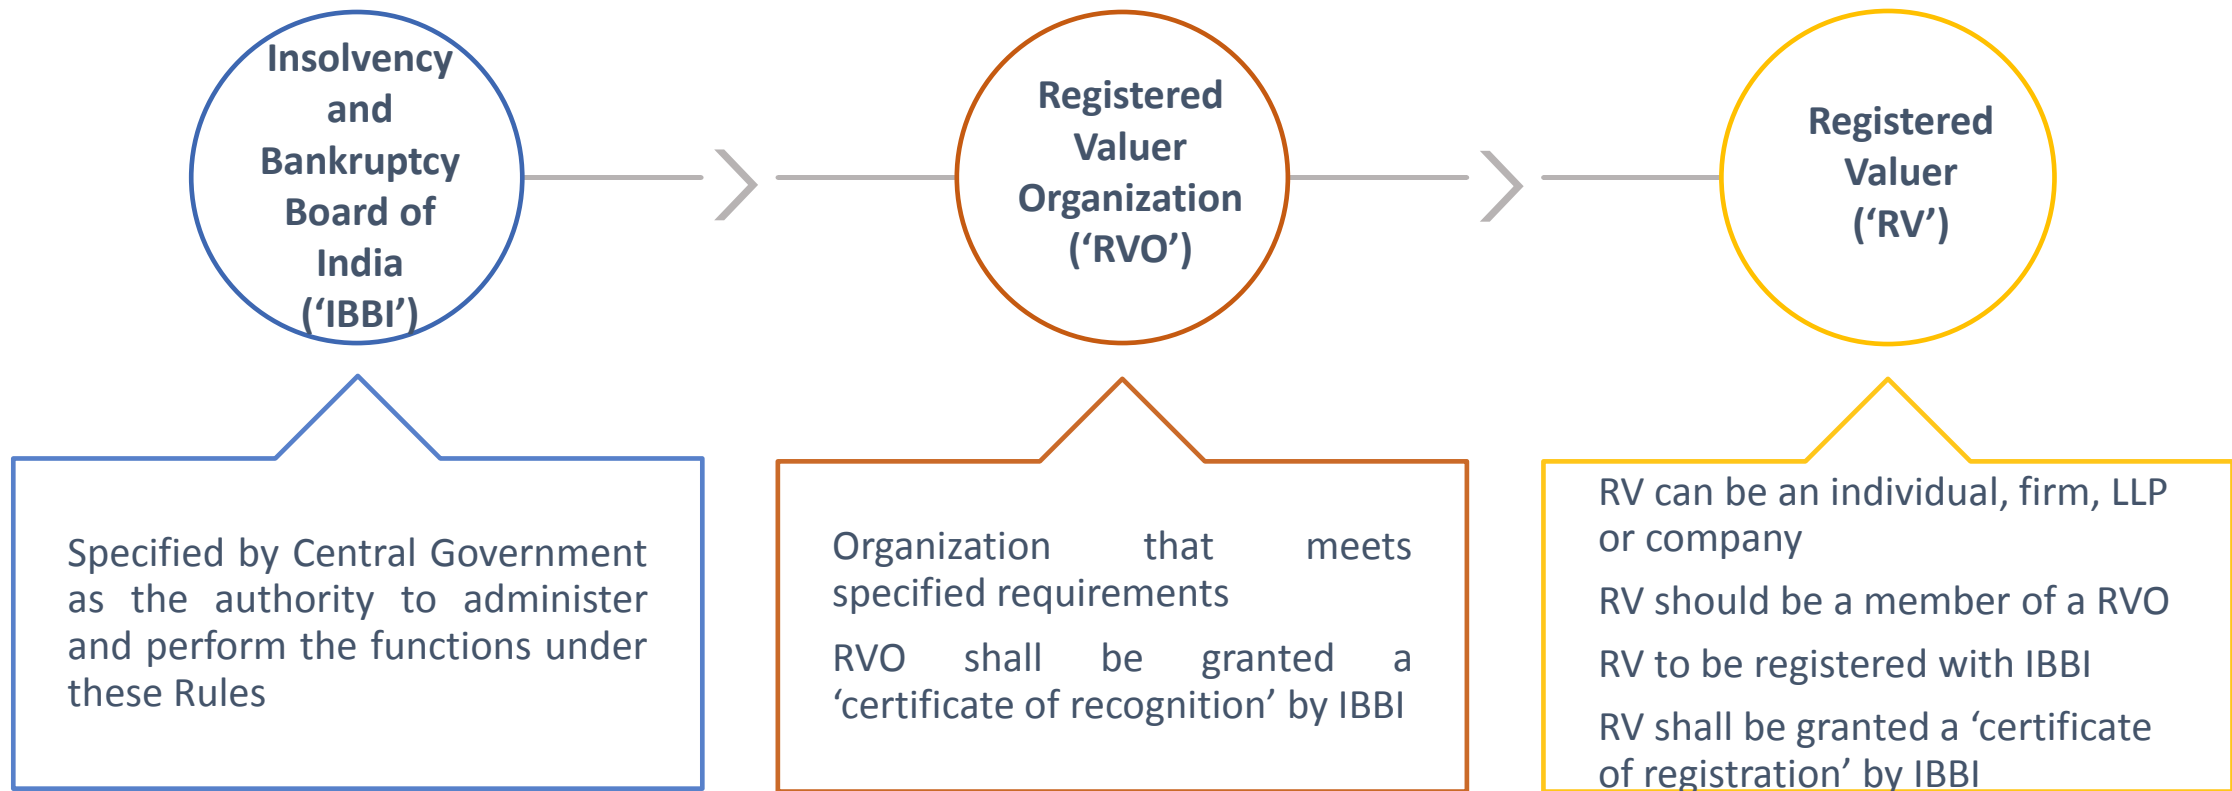 Insolvency
and
Bankruptcy
Board of
India
(‘IBBI’)
Registered
Valuer
Organization
(‘RVO’)
Registered
Valuer
(‘RV’)
Specified by Central Government
as the authority to administer
and perform the functions under
these Rules
Organization that meets
specified requirements
RVO shall be granted a
‘certificate of recognition’ by IBBI
RV can be an individual, firm, LLP
or company
RV should be a member of a RVO
RV to be registered with IBBI
RV shall be granted a ‘certificate
of registration’ by IBBI